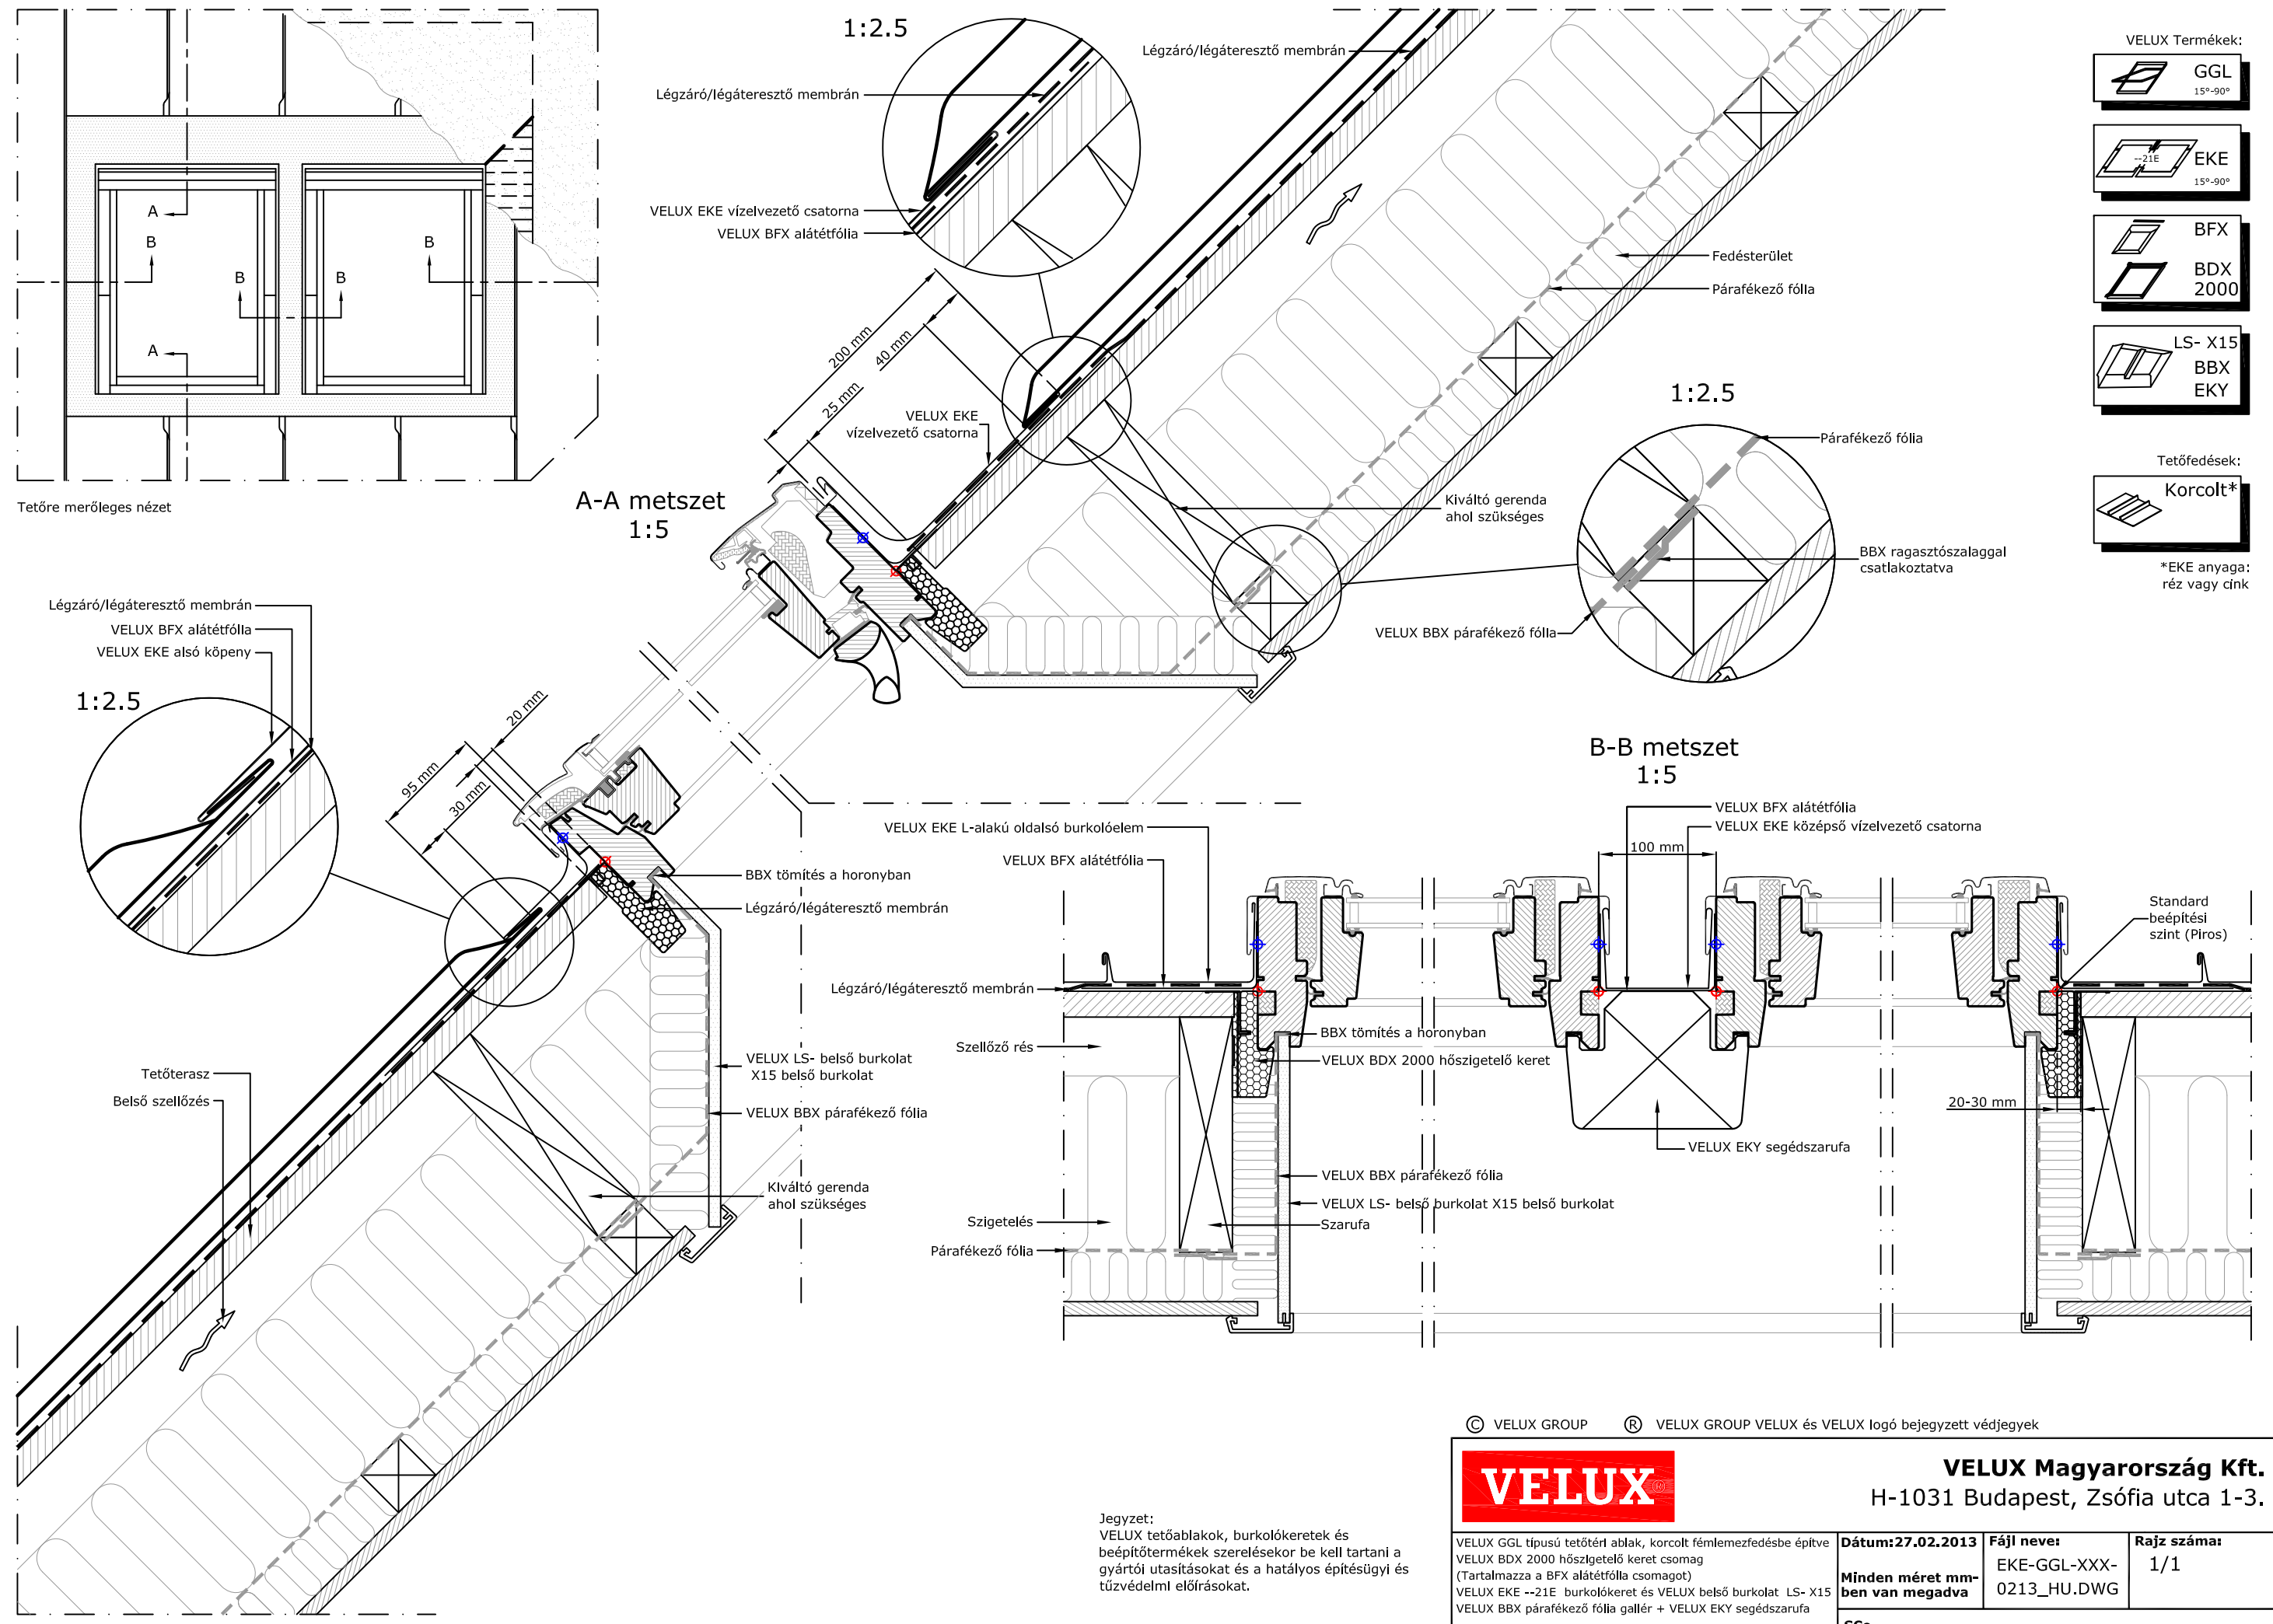 1:2.5
Légzáró/légáteresztő membrán
Légzáró/légáteresztő membrán
VELUX EKE vízelvezető csatorna
VELUX BFX alátétfólia
A
B
B
B
B
A
Tetőre merőleges nézet
A-A metszet
1:5
200 mm
40 mm
25 mm
VELUX EKE
vízelvezető csatorna
Fedésterület
Párafékező fólia
1:2.5
Párafékező fólia
Kiváltó gerenda
ahol szükséges
BBX ragasztószalaggal
csatlakoztatva
VELUX BBX párafékező fólia
VELUX Termékek:
GGL
15°-90°
--21E
EKE
15°-90°
BFX
BDX
2000
LS- X15
BBX
EKY
Tetőfedések:
Korcolt*
*EKE anyaga:
réz vagy cink
Légzáró/légáteresztő membrán
VELUX BFX alátétfólia
VELUX EKE alsó köpeny
1:2.5
20 mm
95 mm
30 mm
BBX tömítés a horonyban
Légzáró/légáteresztő membrán
VELUX LS- belső burkolat
X15 belső burkolat
VELUX BBX párafékező fólia
Kiváltó gerenda
ahol szükséges
Tetőterasz
Belső szellőzés
B-B metszet
1:5
VELUX BFX alátétfólia
VELUX EKE középső vízelvezető csatorna
100 mm
VELUX EKE L-alakú oldalsó burkolóelem
VELUX BFX alátétfólia
Légzáró/légáteresztő membrán
Szellőző rés
Szigetelés
Párafékező fólia
BBX tömítés a horonyban
VELUX BDX 2000 hőszigetelő keret
VELUX EKY segédszarufa
VELUX BBX párafékező fólia
VELUX LS- belső burkolat X15 belső burkolat
Szarufa
Standard
beépítési
szint (Piros)
20-30 mm
© VELUX GROUP ® VELUX GROUP VELUX és VELUX logó bejegyzett védjegyek
VELUX®
VELUX Magyarország Kft.
H-1031 Budapest, Zsófia utca 1-3.
Jegyzet:
VELUX tetőablakok, burkolókeretek és
beépítőtermékek szerelésekor be kell tartani a
gyártói utasításokat és a hatályos építésügyi és
tűzvédelmi előírásokat.
VELUX GGL típusú tetőtéri ablak, korcolt fémlemezfedésbe építve
VELUX BDX 2000 hőszigetelő keret csomag
(Tartalmazza a BFX alátétfólia csomagot)
VELUX EKE --21E burkolókeret és VELUX belső burkolat LS- X15
VELUX BBX párafékező fólia gallér + VELUX EKY segédszarufa
Dátum:27.02.2013
Minden méret mm-
ben van megadva
Fájl neve:
EKE-GGL-XXX-
0213_HU.DWG
Rajz száma:
1/1